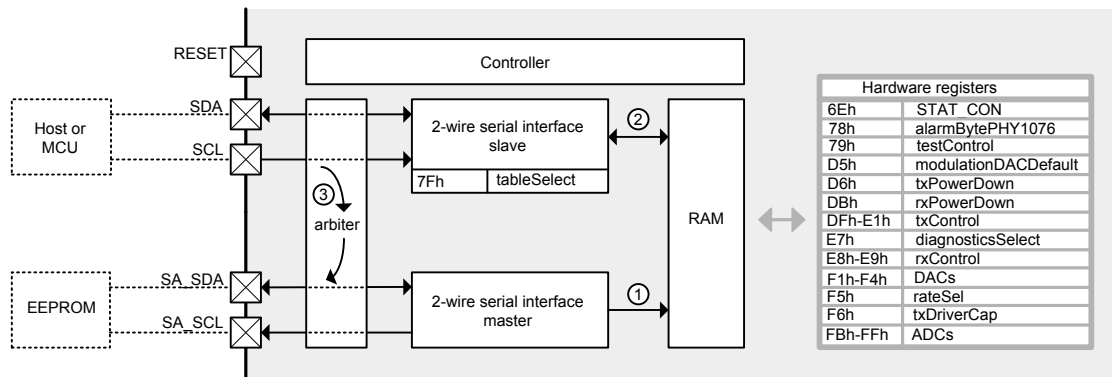 RESET
Controller
Host or
MCU
SDA
SCL
2-wire serial interface
slave
7Fh tableSelect
2
3
arbiter
RAM
EEPROM
SA_SDA
SA_SCL
2-wire serial interface
master
1
Hardware registers
6Eh STAT_CON
78h alarmBytePHY1076
79h testControl
D5h modulationDACDefault
D6h txPowerDown
DBh rxPowerDown
DFh-E1h txControl
E7h diagnosticsSelect
E8h-E9h rxControl
F1h-F4h DACs
F5h rateSel
F6h txDriverCap
FBh-FFh ADCs